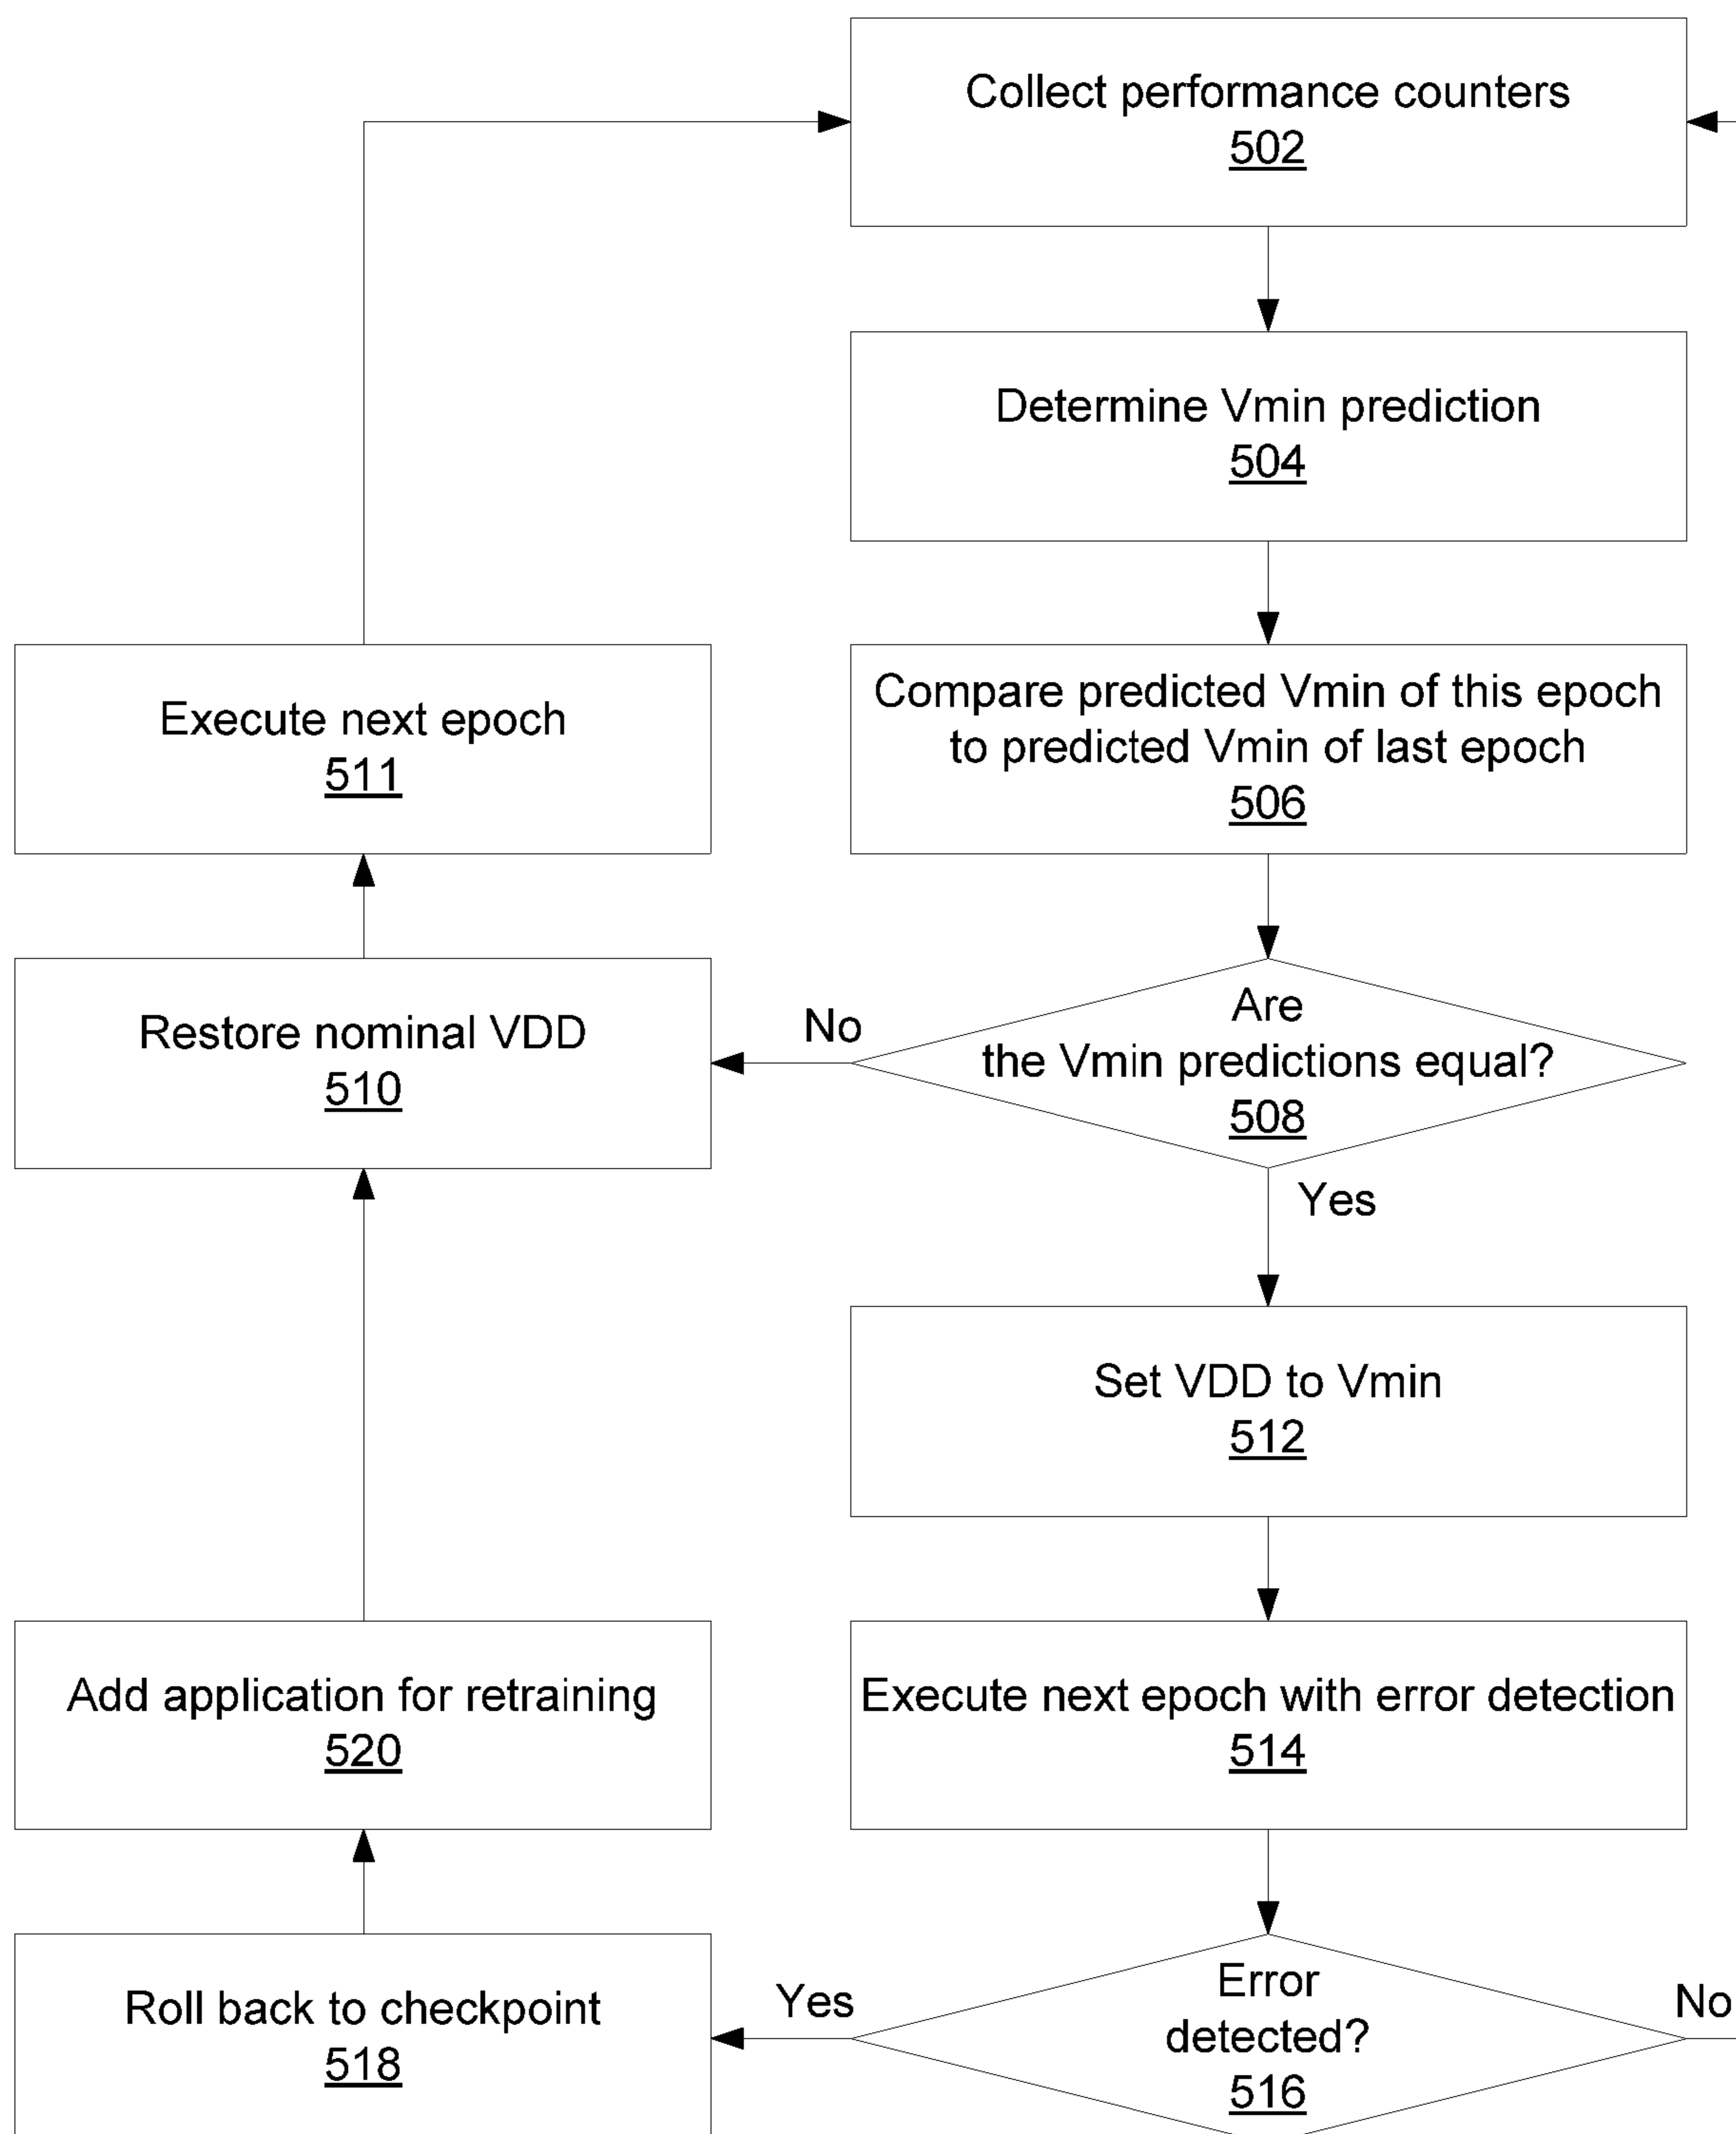 Collect performance counters
502
Determine Vmin prediction
504
Compare predicted Vmin of this epoch
to predicted Vmin of last epoch
506
Execute next epoch
511
Are
the Vmin predictions equal?
508
No
Restore nominal VDD
510
Yes
Set VDD to Vmin
512
Execute next epoch with error detection
514
Add application for retraining
520
Error
detected?
516
Yes
No
Roll back to checkpoint
518